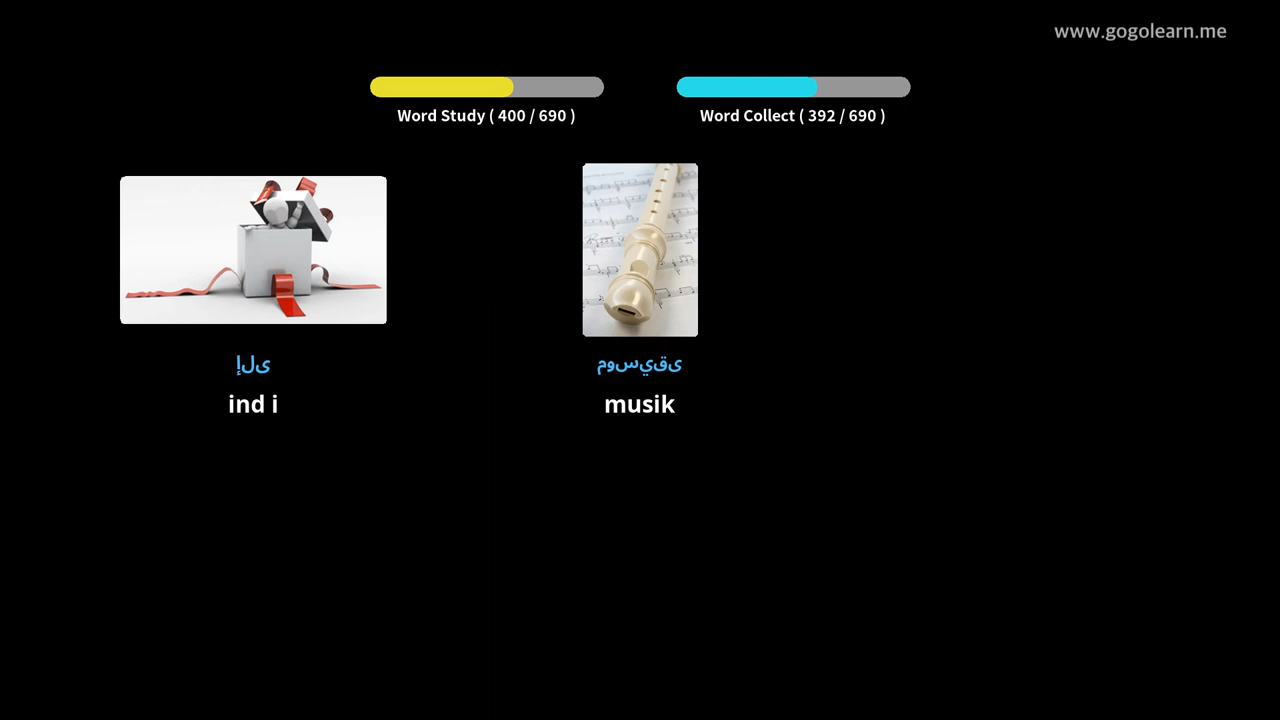 www.gogolearn.me
Word Study ( 400 / 690 )
Word Collect ( 392 / 690 )
إلى
موسيقى
ind i
musik